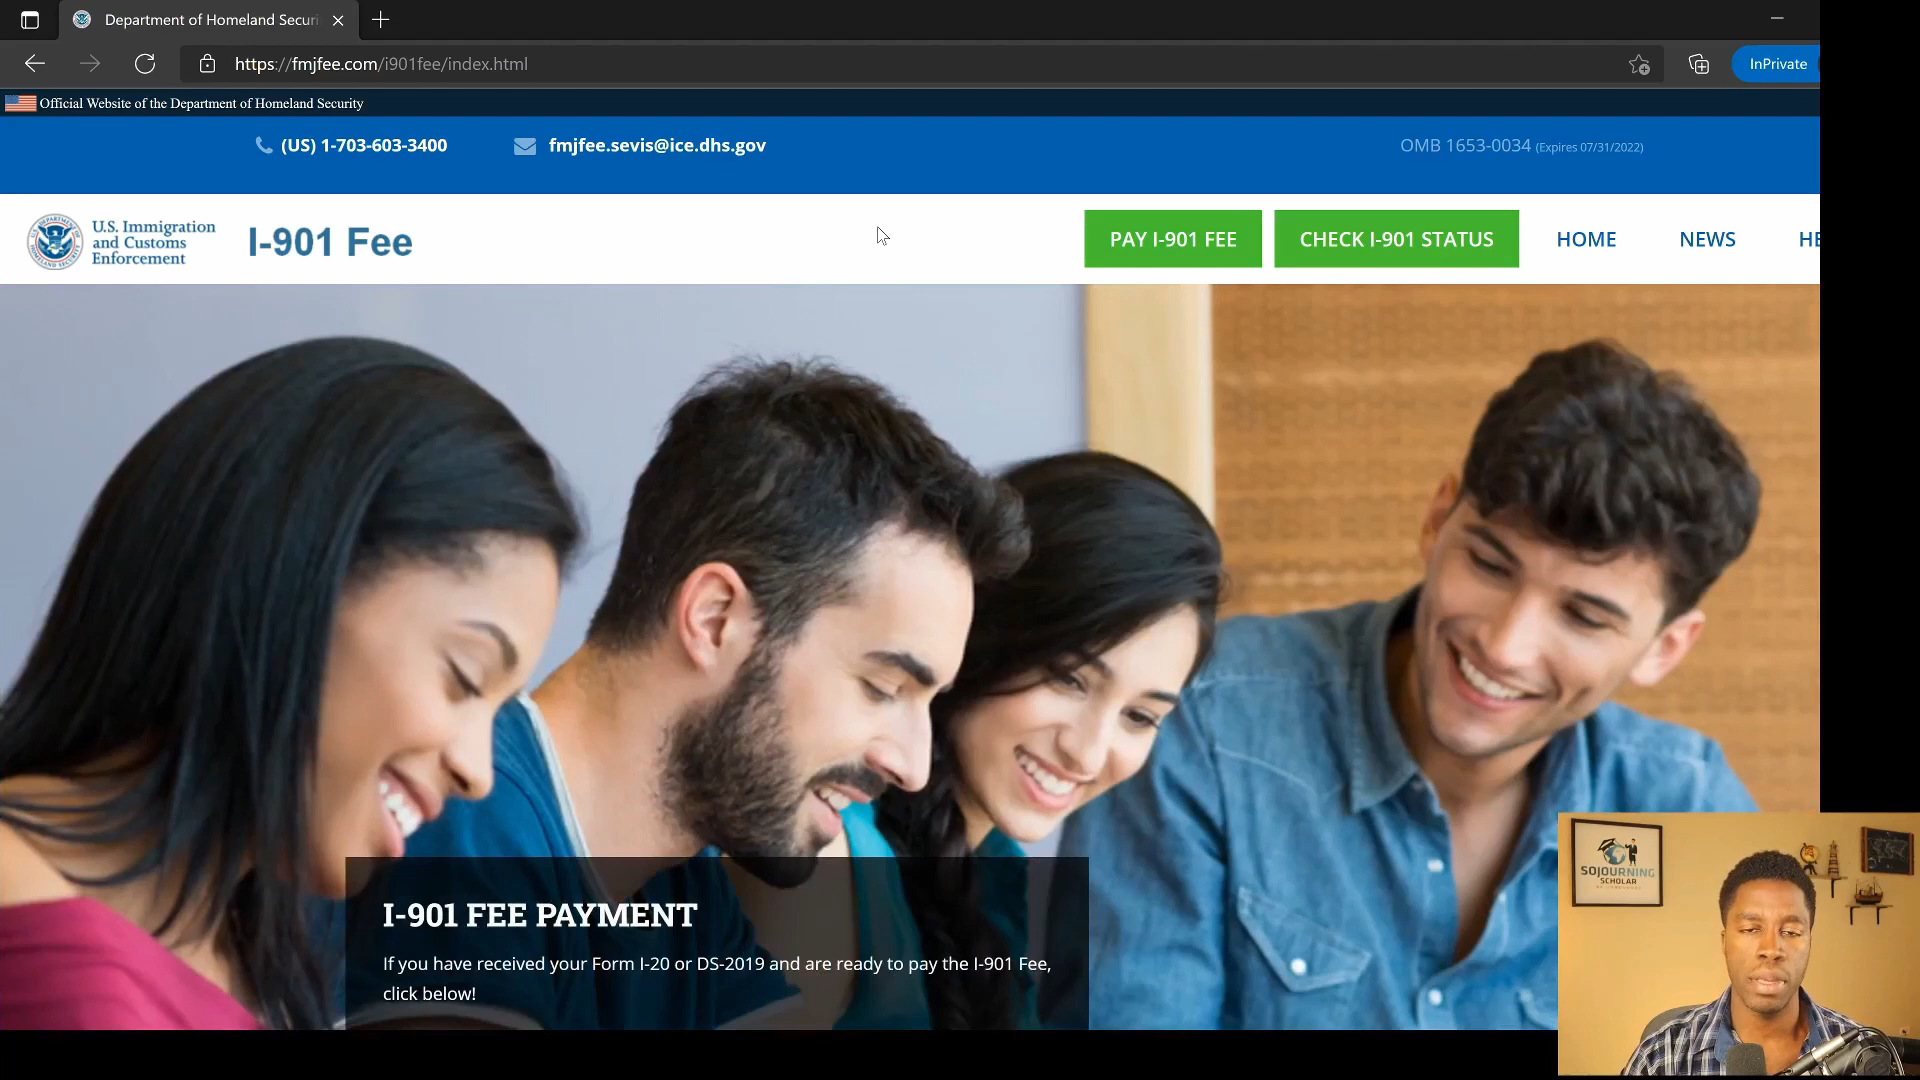 Department of Homeland Securi
https://fmjfee.com/i901fee/index.html
InPrivate
Official Website of the Department of Homeland Security
(US) 1-703-603-3400
fmjfee.sevis@ice.dhs.gov
OMB 1653-0034 (Expires 07/31/2022)
U.S. Immigration
and Customs
Enforcement
I-901 Fee
PAY I-901 FEE
CHECK I-901 STATUS
HOME
NEWS
HE
I-901 FEE PAYMENT
If you have received your Form I-20 or DS-2019 and are ready to pay the I-901 Fee,
click below!
SOJOURNING
SCHOLAR